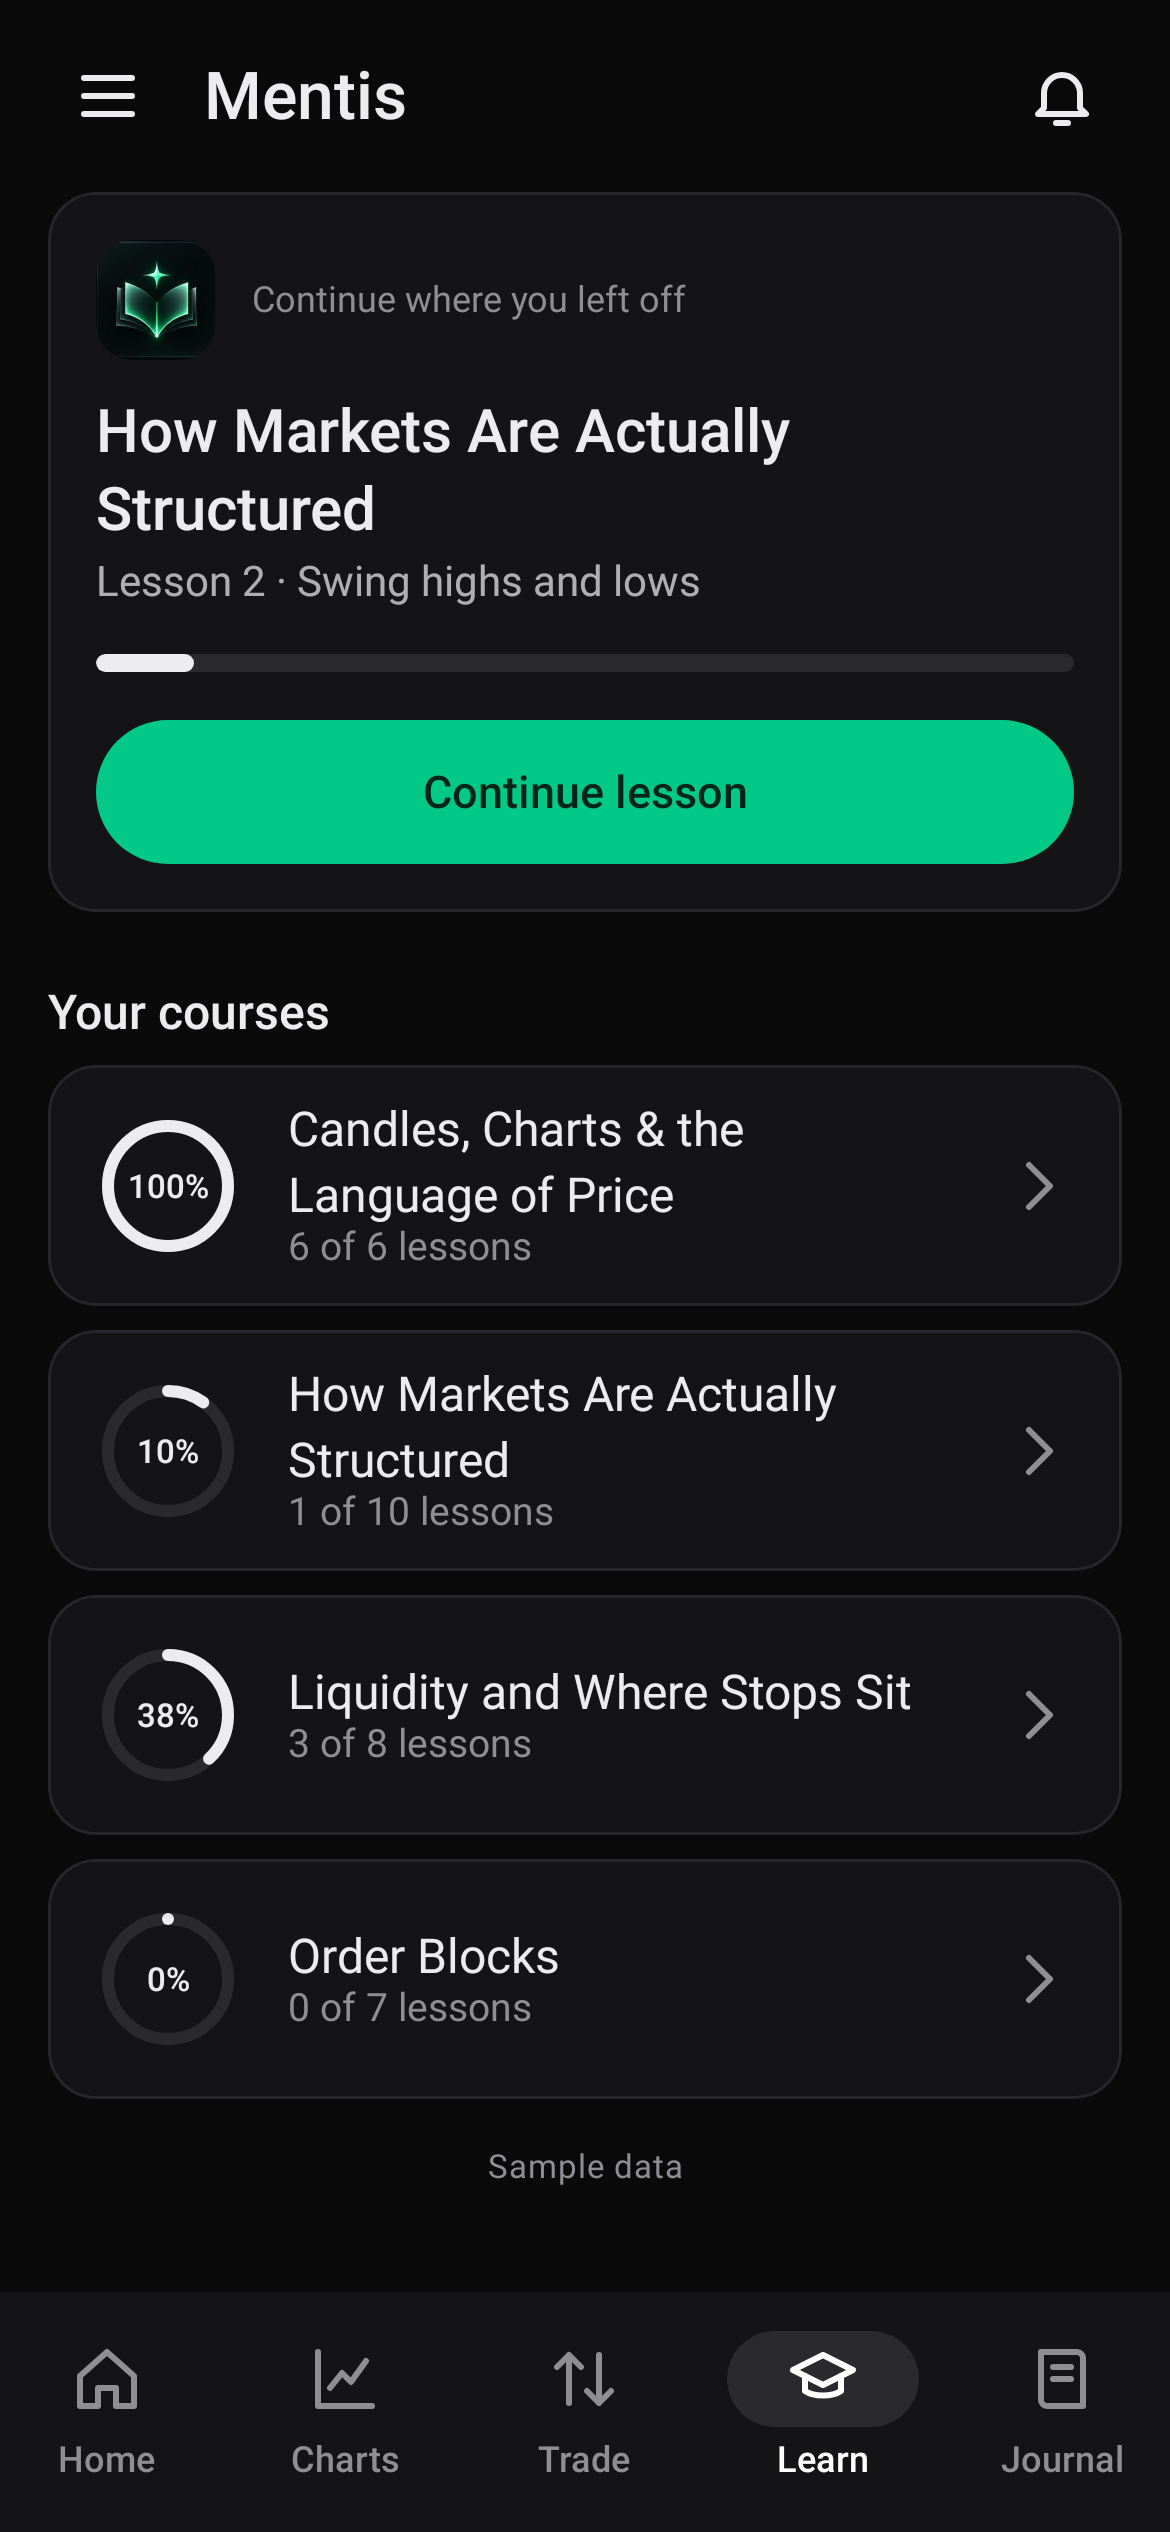 Mentis
Continue where you left off
How Markets Are Actually
Structured
Lesson 2 · Swing highs and lows
Continue lesson
Your courses
100%
Candles, Charts & the
Language of Price
6 of 6 lessons
10%
How Markets Are Actually
Structured
1 of 10 lessons
38%
Liquidity and Where Stops Sit
3 of 8 lessons
0%
Order Blocks
0 of 7 lessons
Sample data
Home
Charts
Trade
Learn
Journal